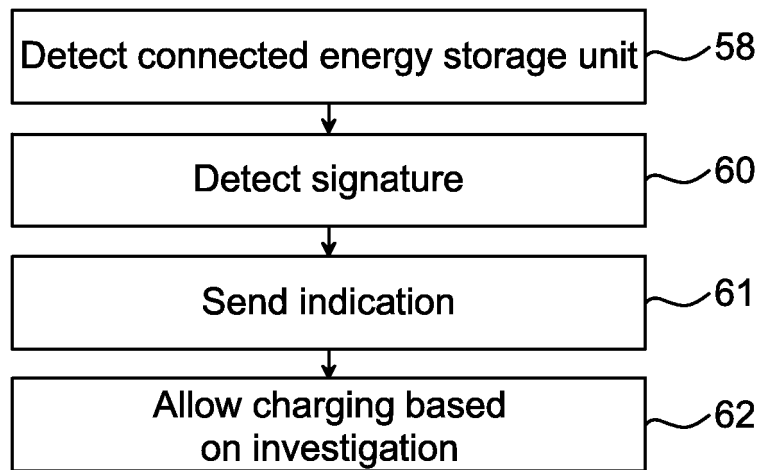 Detect connected energy storage unit
58
Detect signature
60
Send indication
61
Allow charging based
on investigation
62